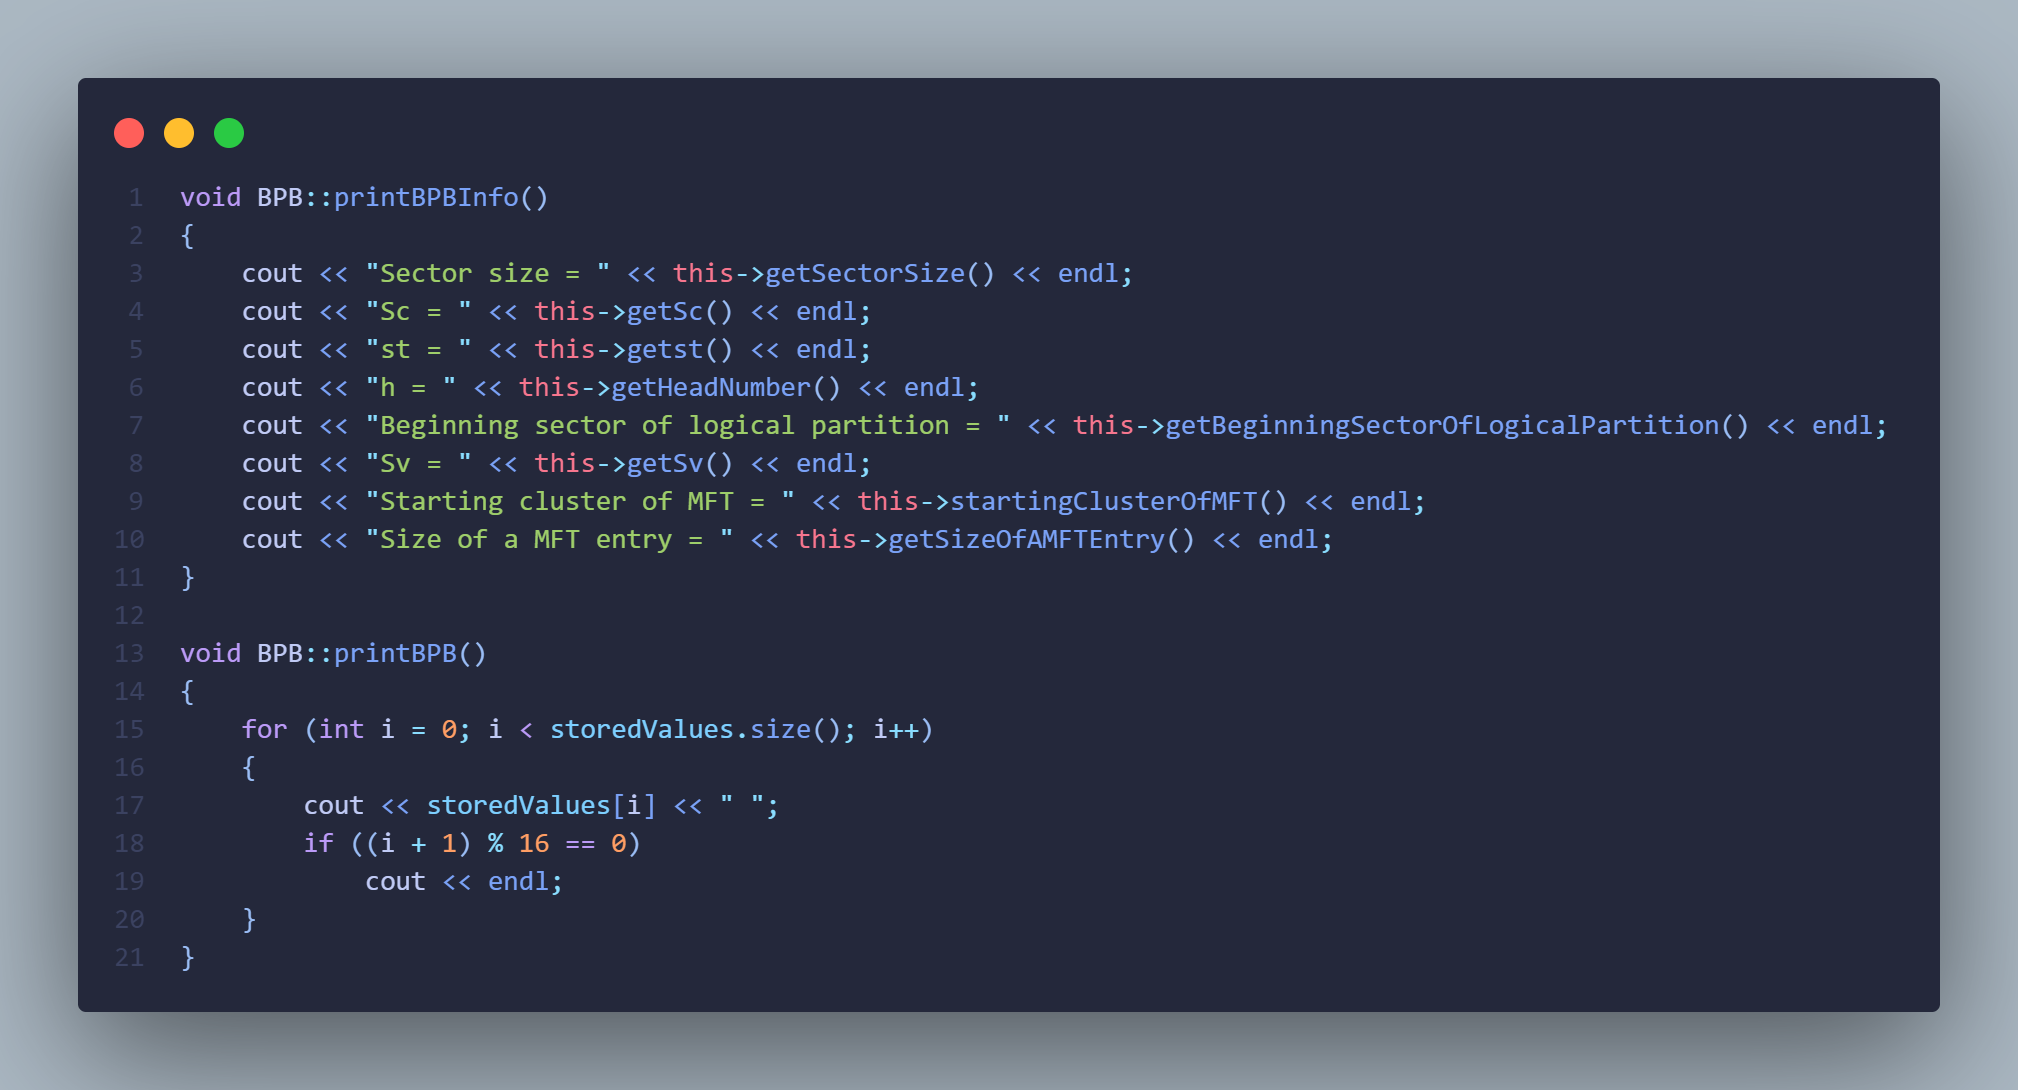 1 void BPB::printBPBInfo()
2 {
3     cout << "Sector size = " << this->getSectorSize() << endl;
4     cout << "Sc = " << this->getSc() << endl;
5     cout << "st = " << this->getst() << endl;
6     cout << "h = " << this->getHeadNumber() << endl;
7     cout << "Beginning sector of logical partition = " << this->getBeginningSectorOfLogicalPartition() << endl;
8     cout << "Sv = " << this->getSv() << endl;
9     cout << "Starting cluster of MFT = " << this->startingClusterOfMFT() << endl;
10     cout << "Size of a MFT entry = " << this->getSizeOfAMFTEntry() << endl;
11 }
12
13 void BPB::printBPB()
14 {
15     for (int i = 0; i < storedValues.size(); i++)
16     {
17         cout << storedValues[i] << " ";
18         if ((i + 1) % 16 == 0)
19             cout << endl;
20     }
21 }